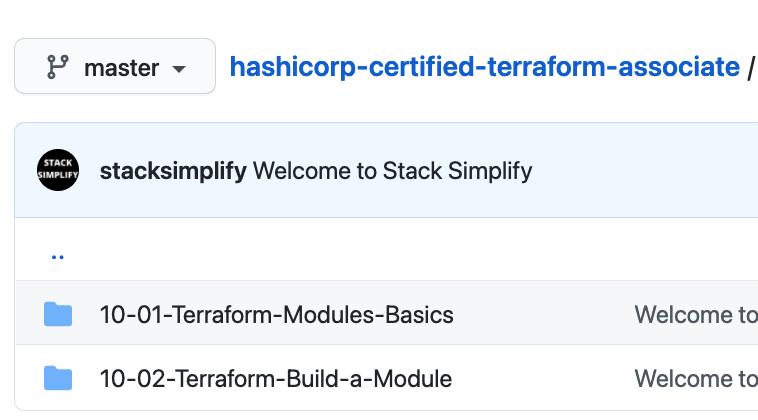 master hashicorp-certified-terraform-associate /
STACK
SIMPLIFY
stacksimplify Welcome to Stack Simplify
..
10-01-Terraform-Modules-Basics Welcome to
10-02-Terraform-Build-a-Module Welcome to